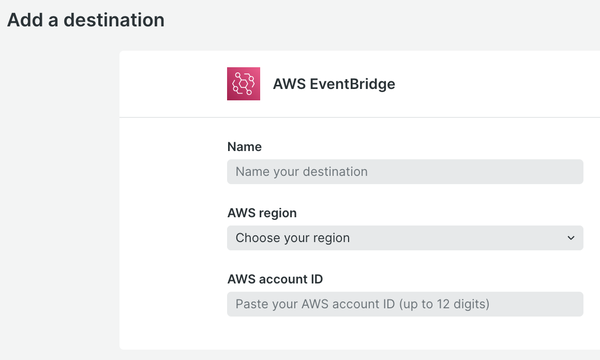 Add a destination
AWS EventBridge
Name
Name your destination
AWS region
Choose your region
AWS account ID
Paste your AWS account ID (up to 12 digits)